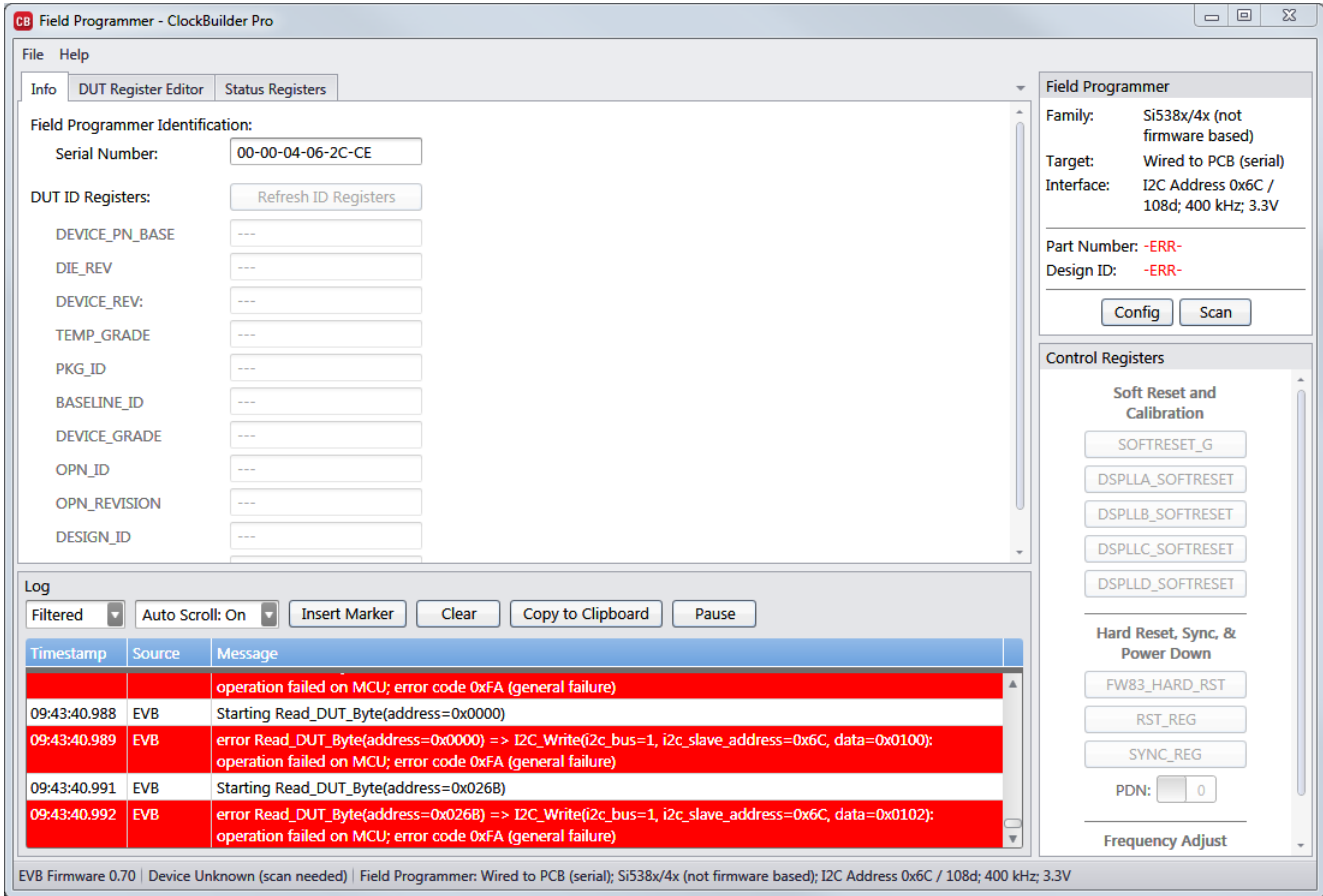 CB Field Programmer - ClockBuilder Pro
File Help
Info DUT Register Editor Status Registers
Field Programmer Identification:
Serial Number: 00-00-04-06-2C-CE
DUT ID Registers: Refresh ID Registers
DEVICE_PN_BASE ---
DIE_REV ---
DEVICE_REV: ---
TEMP_GRADE ---
PKG_ID ---
BASELINE_ID ---
DEVICE_GRADE ---
OPN_ID ---
OPN_REVISION ---
DESIGN_ID ---
Log
Filtered Auto Scroll: On Insert Marker Clear Copy to Clipboard Pause
Timestamp Source Message
operation failed on MCU; error code 0xFA (general failure)
09:43:40.988 EVB Starting Read_DUT_Byte(address=0x0000)
09:43:40.989 EVB error Read_DUT_Byte(address=0x0000) => I2C_Write(i2c_bus=1, i2c_slave_address=0x6C, data=0x0100):
operation failed on MCU; error code 0xFA (general failure)
09:43:40.991 EVB Starting Read_DUT_Byte(address=0x026B)
09:43:40.992 EVB error Read_DUT_Byte(address=0x026B) => I2C_Write(i2c_bus=1, i2c_slave_address=0x6C, data=0x0102):
operation failed on MCU; error code 0xFA (general failure)
Field Programmer
Family: Si538x/4x (not
firmware based)
Target: Wired to PCB (serial)
Interface: I2C Address 0x6C /
108d; 400 kHz; 3.3V
Part Number: -ERR-
Design ID: -ERR-
Config Scan
Control Registers
Soft Reset and
Calibration
SOFTRESET_G
DSPLLA_SOFTRESET
DSPLLB_SOFTRESET
DSPLLC_SOFTRESET
DSPLLD_SOFTRESET
Hard Reset, Sync, &
Power Down
FW83_HARD_RST
RST_REG
SYNC_REG
PDN: 0
Frequency Adjust
EVB Firmware 0.70 | Device Unknown (scan needed) | Field Programmer: Wired to PCB (serial); Si538x/4x (not firmware based); I2C Address 0x6C / 108d; 400 kHz; 3.3V